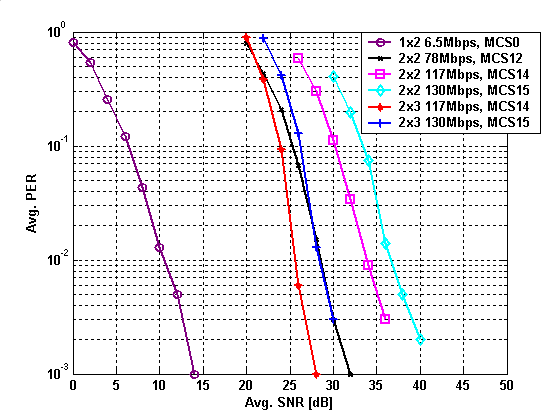 10^0
10^-1
10^-2
10^-3
Avg. PER
0 5 10 15 20 25 30 35 40 45 50
Avg. SNR [dB]
1x2 6.5Mbps, MCS0
2x2 78Mbps, MCS12
2x2 117Mbps, MCS14
2x2 130Mbps, MCS15
2x3 117Mbps, MCS14
2x3 130Mbps, MCS15